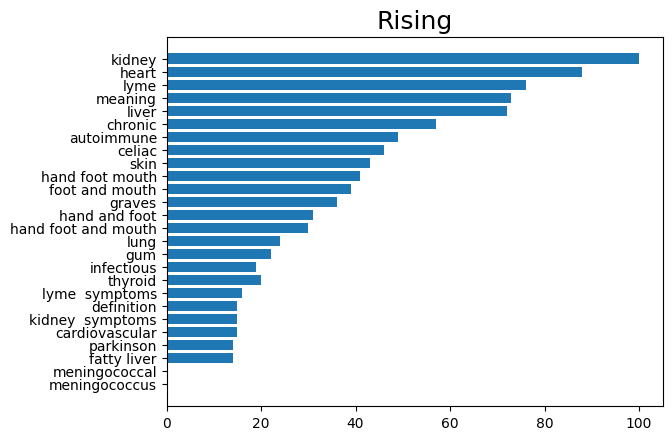 Rising
kidney
heart
lyme
meaning
liver
chronic
autoimmune
celiac
skin
hand foot mouth
foot and mouth
graves
hand and foot
hand foot and mouth
lung
gum
infectious
thyroid
lyme  symptoms
definition
kidney  symptoms
cardiovascular
parkinson
fatty liver
meningococcal
meningococcus
0 20 40 60 80 100